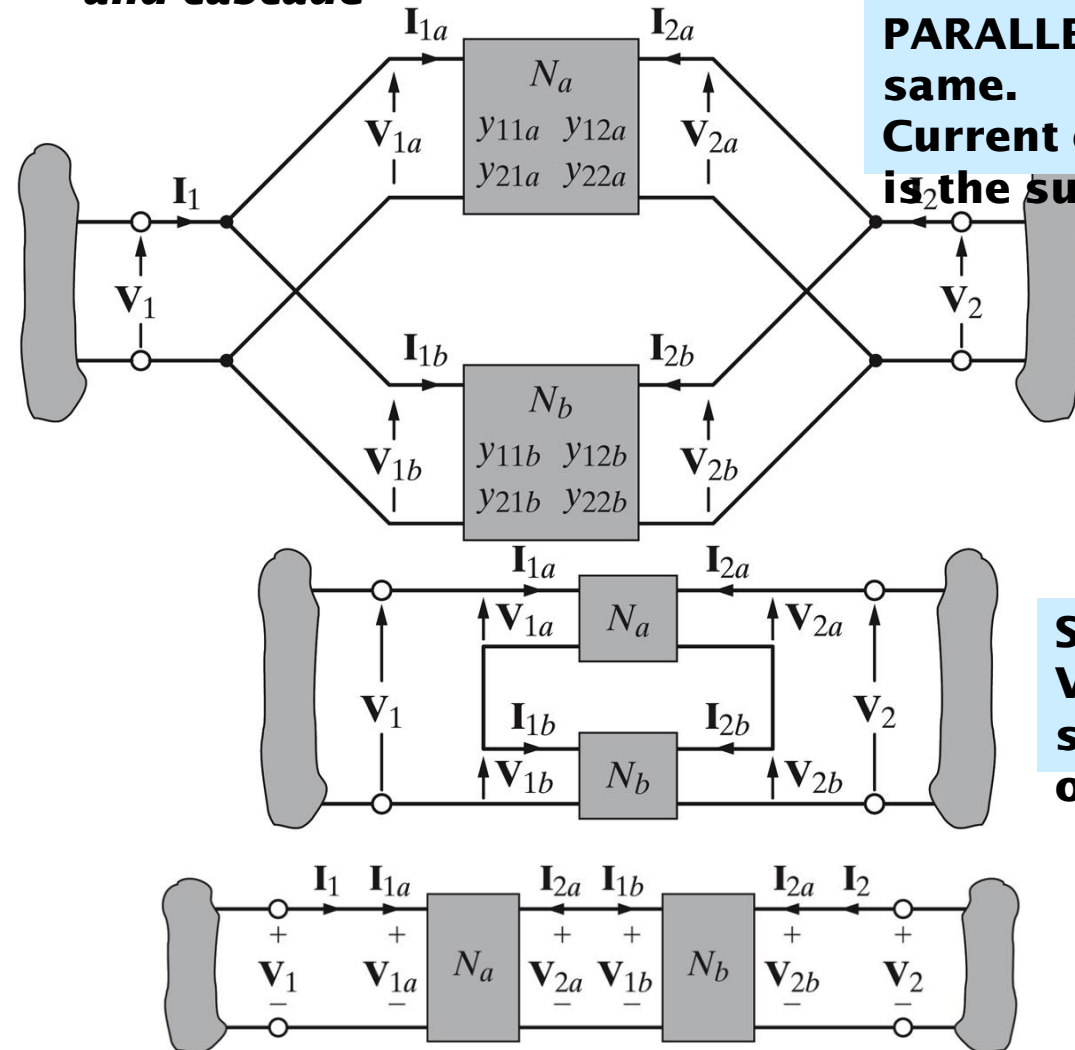 and cascade
PARALLE
same.
Current
is the su
I1a I2a
Na
y11a y12a
y21a y22a
V1a V2a
I1 I2
V1 V2
I1b I2b
Nb
y11b y12b
y21b y22b
V1b V2b
I1a I2a
V1a Na V2a
V1 V2
I1b I2b
V1b Nb V2b
S
V
s
o
I1 I1a I2a I1b I2a I2
+ + + + + +
V1 V1a Na V2a V1b Nb V2b V2
− − − − − −